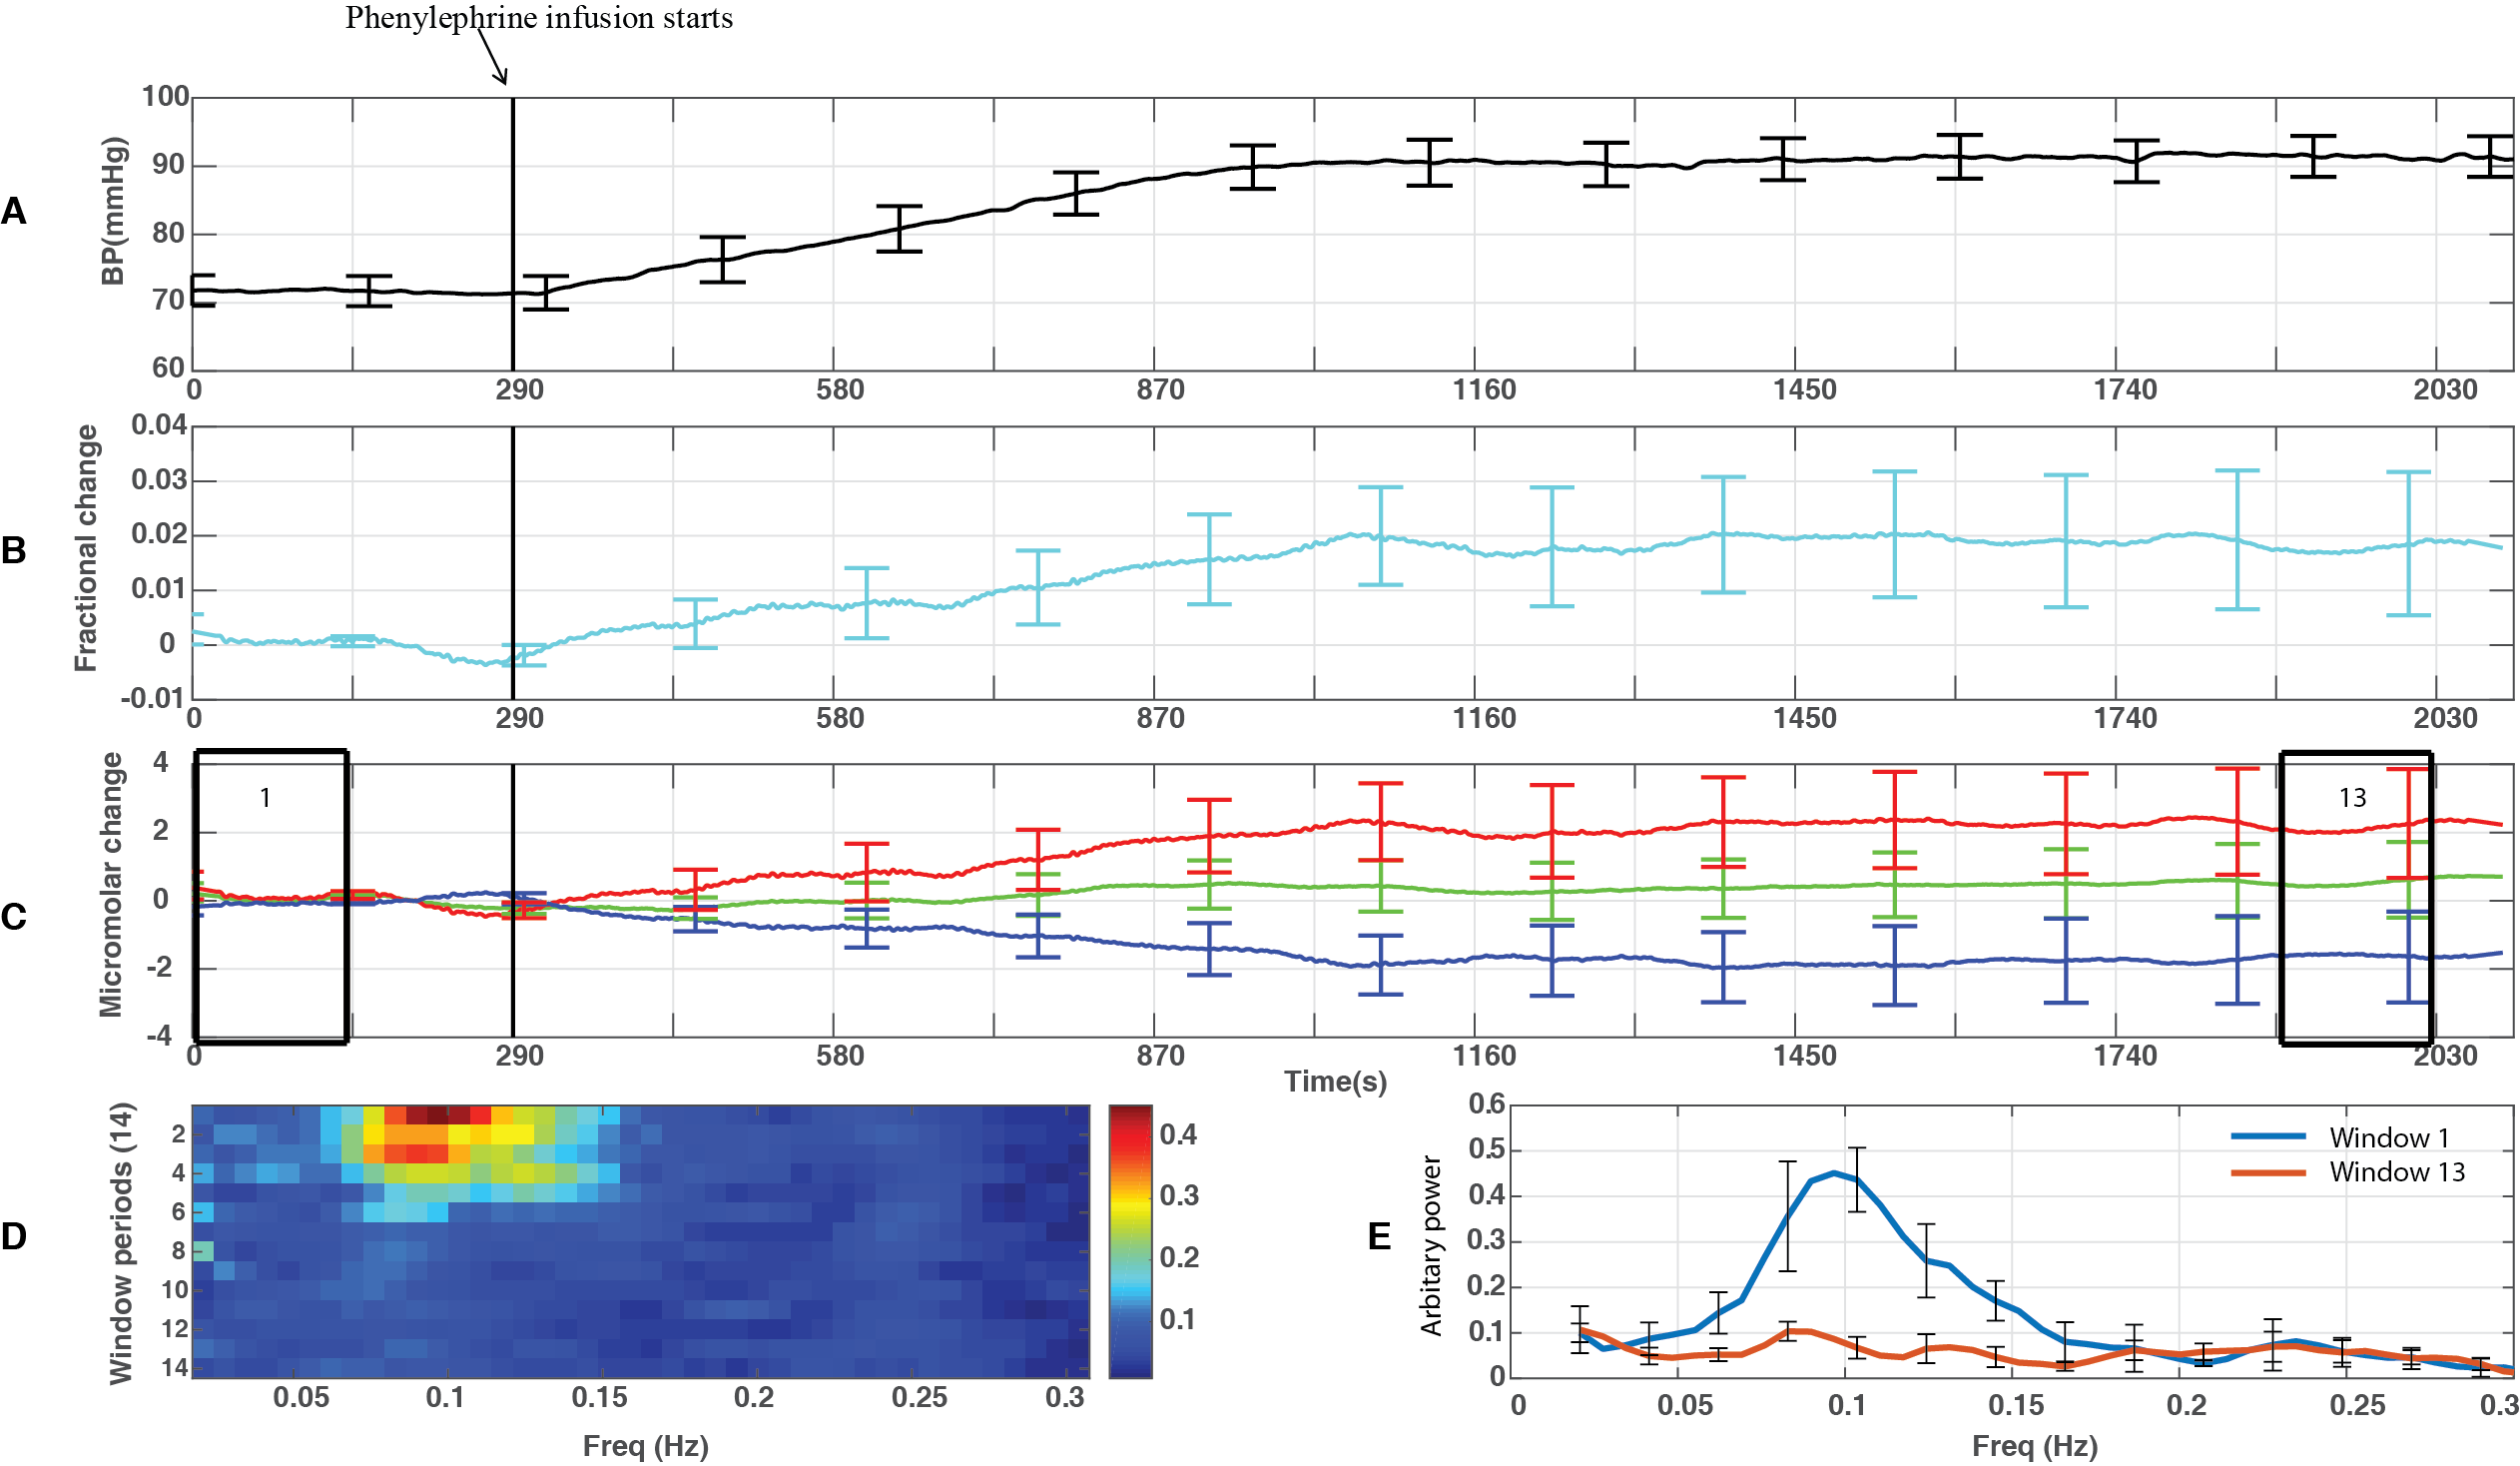 Phenylephrine infusion starts
A
BP(mmHg)
100
90
80
70
60
0 290 580 870 1160 1450 1740 2030
B
Fractional change
0.04
0.03
0.02
0.01
0
-0.01
0 290 580 870 1160 1450 1740 2030
C
Micromolar change
4
2
0
-2
-4
1
13
0 290 580 870 1160 1450 1740 2030
Time(s)
D
Window periods (14)
2
4
6
8
10
12
14
0.05 0.1 0.15 0.2 0.25 0.3
Freq (Hz)
0.4
0.3
0.2
0.1
E
Arbitary power
0.6
0.5
0.4
0.3
0.2
0.1
0
Window 1
Window 13
0 0.05 0.1 0.15 0.2 0.25 0.3
Freq (Hz)